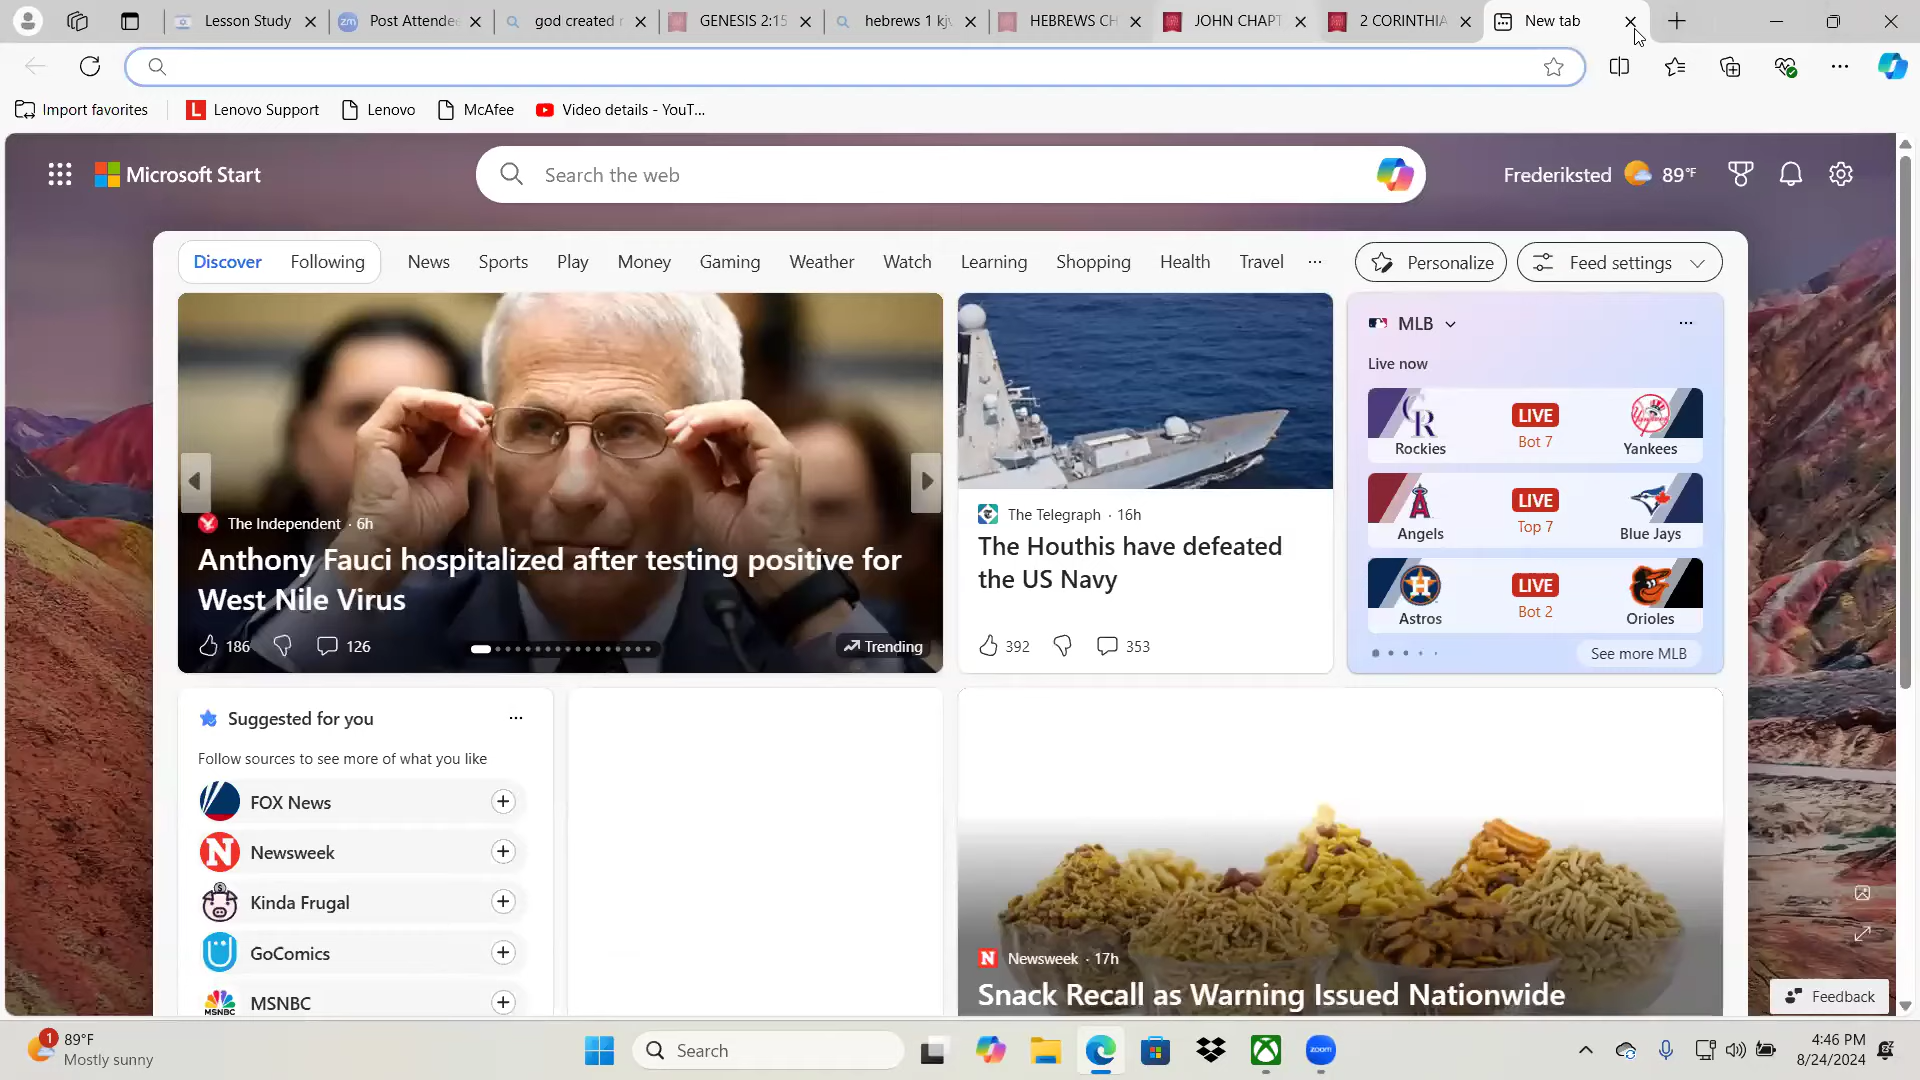 Lesson Study
Post Attende
god created
GENESIS 2:15
hebrews 1 kj
HEBREWS CH
JOHN CHAPT
2 CORINTHIA
New tab
Import favorites
Lenovo Support
Lenovo
McAfee
Video details - YouT...
Microsoft Start
Search the web
Frederiksted
89°F
Discover
Following
News
Sports
Play
Money
Gaming
Weather
Watch
Learning
Shopping
Health
Travel
Personalize
Feed settings
The Independent · 6h
Anthony Fauci hospitalized after testing positive for
West Nile Virus
186
126
Trending
The Telegraph · 16h
The Houthis have defeated
the US Navy
392
353
MLB
Live now
Rockies
LIVE
Bot 7
Yankees
Angels
LIVE
Top 7
Blue Jays
Astros
LIVE
Bot 2
Orioles
See more MLB
Suggested for you
Follow sources to see more of what you like
FOX News
Newsweek
Kinda Frugal
GoComics
MSNBC
Newsweek · 17h
Snack Recall as Warning Issued Nationwide
Feedback
1
89°F
Mostly sunny
Search
zoom
4:46 PM
8/24/2024